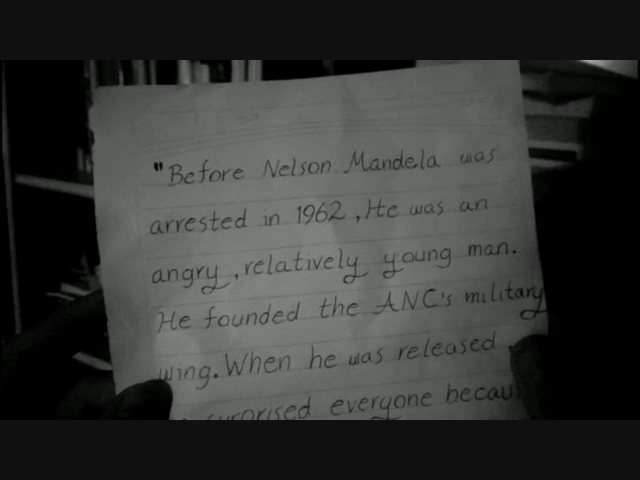 "Before Nelson Mandela was
arrested in 1962, He was an
angry, relatively young man.
He founded the ANC's military
wing. When he was released
surprised everyone